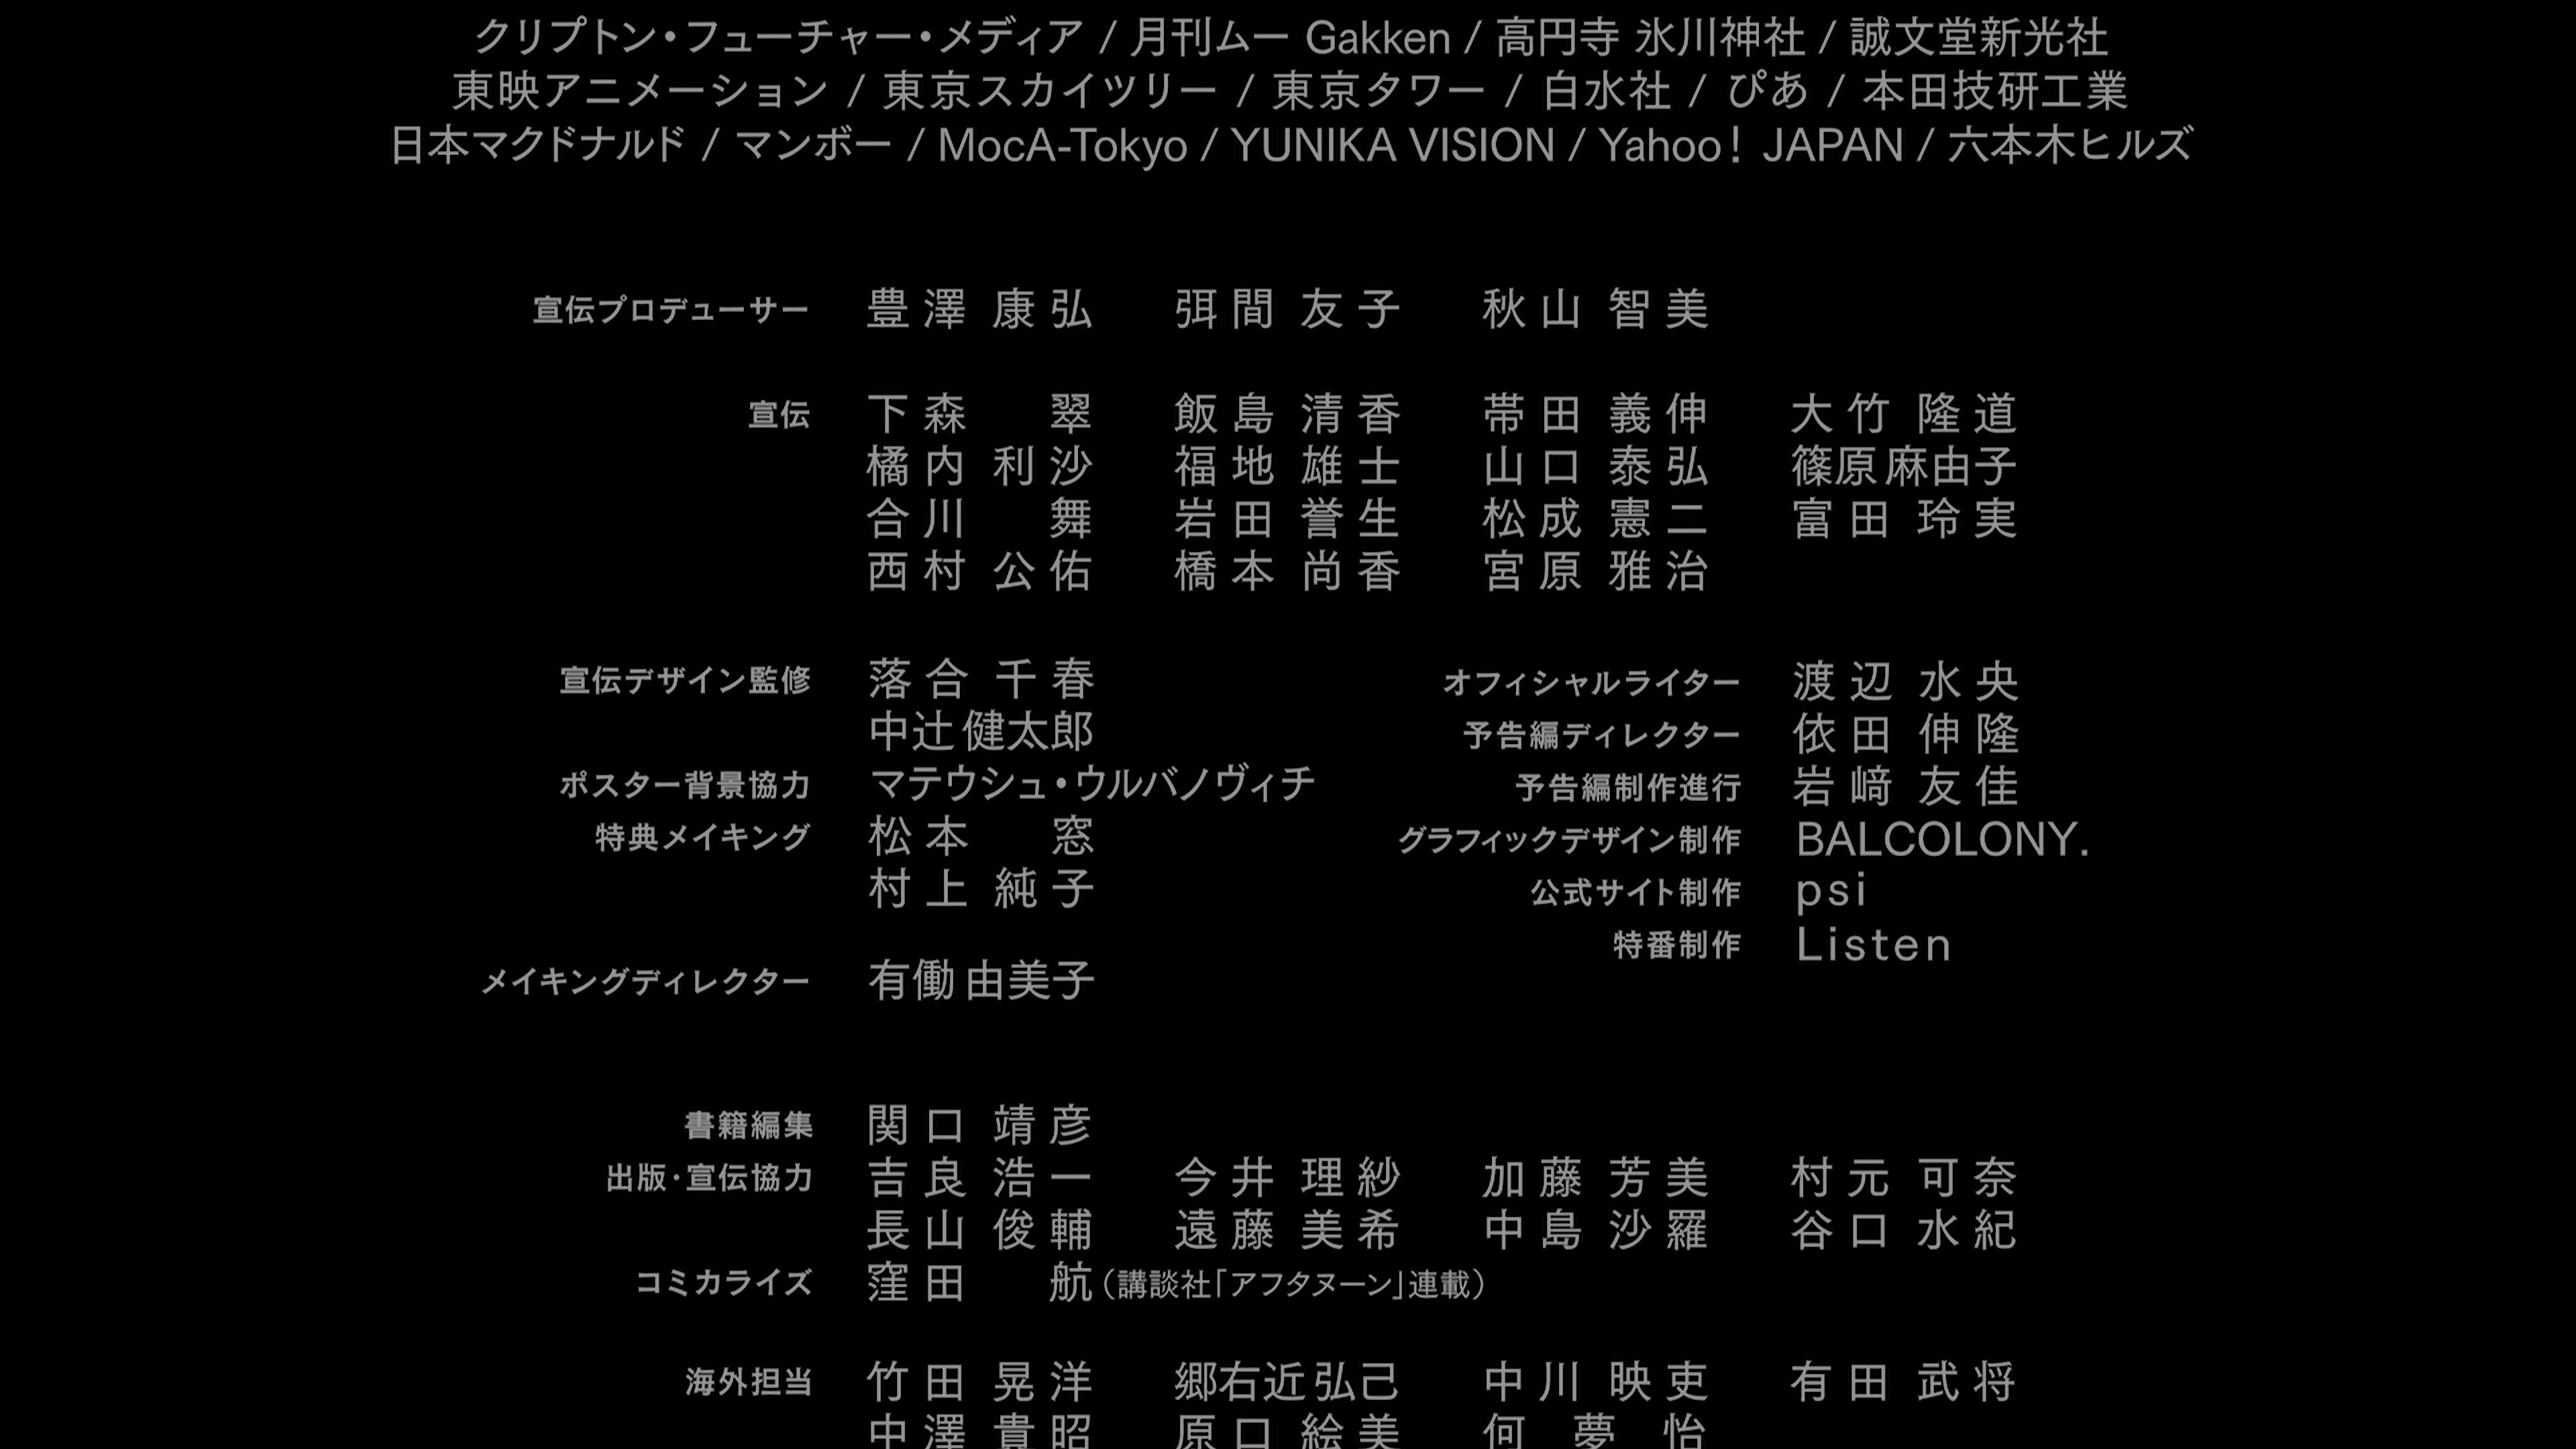 クリプトン・フューチャー・メディア / 月刊ムー Gakken / 高円寺 氷川神社 / 誠文堂新光社
東映アニメーション / 東京スカイツリー / 東京タワー / 白水社 / ぴあ / 本田技研工業
日本マクドナルド / マンボー / MocA-Tokyo / YUNIKA VISION / Yahoo! JAPAN / 六本木ヒルズ
宣伝プロデューサー 豊澤 康弘 弭間 友子 秋山 智美
宣伝 下森 翠 飯島 清香 帯田 義伸 大竹 隆道
橘内 利沙 福地 雄士 山口 泰弘 篠原 麻由子
合川 舞 岩田 誉生 松成 憲二 富田 玲実
西村 公佑 橋本 尚香 宮原 雅治
宣伝デザイン監修 落合 千春
中辻 健太郎
ポスター背景協力 マテウシュ・ウルバノヴィチ
特典メイキング 松本 窓
村上 純子
メイキングディレクター 有働 由美子
オフィシャルライター 渡辺 水央
予告編ディレクター 依田 伸隆
予告編制作進行 岩﨑 友佳
グラフィックデザイン制作 BALCOLONY.
公式サイト制作 psi
特番制作 Listen
書籍編集 関口 靖彦
出版・宣伝協力 吉良 浩一 今井 理紗 加藤 芳美 村元 可奈
長山 俊輔 遠藤 美希 中島 沙羅 谷口 水紀
コミカライズ 窪田 航（講談社「アフタヌーン」連載）
海外担当 竹田 晃洋 郷右近 弘己 中川 映吏 有田 武将
中澤 貴昭 原口 絵美 何 夢怡